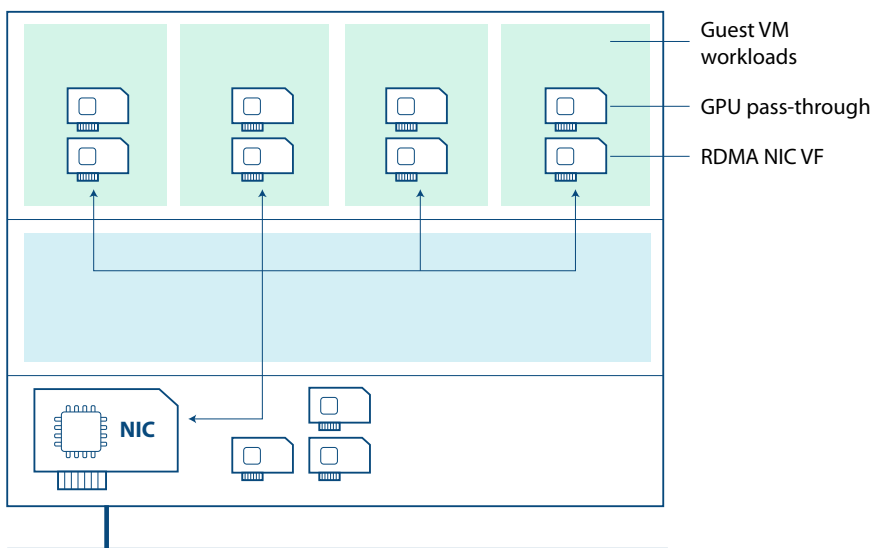 Guest VM
workloads
GPU pass-through
RDMA NIC VF
NIC